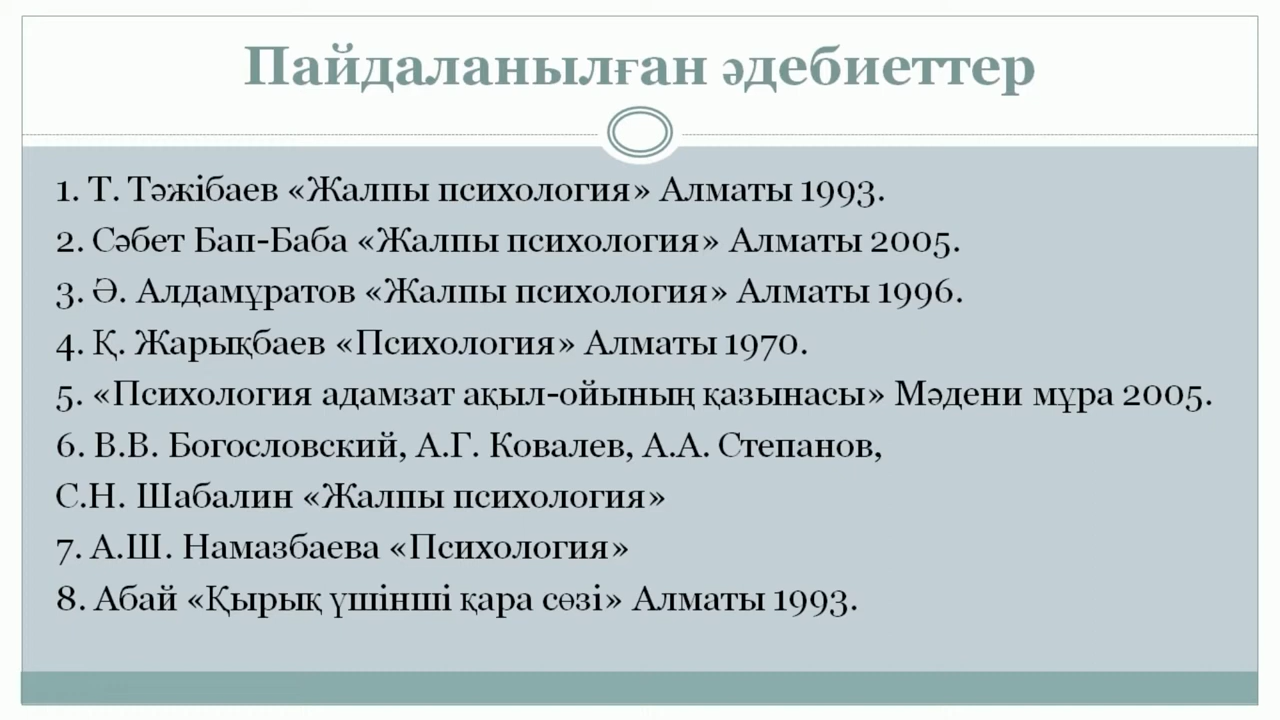 Пайдаланылған әдебиеттер
1. Т. Тәжібаев «Жалпы психология» Алматы 1993.
2. Сәбет Бап-Баба «Жалпы психология» Алматы 2005.
3. Ә. Алдамұратов «Жалпы психология» Алматы 1996.
4. Қ. Жарықбаев «Психология» Алматы 1970.
5. «Психология адамзат ақыл-ойының қазынасы» Мәдени мұра 2005.
6. В.В. Богословский, А.Г. Ковалев, А.А. Степанов,
С.Н. Шабалин «Жалпы психология»
7. А.Ш. Намазбаева «Психология»
8. Абай «Қырық үшінші қара сөзі» Алматы 1993.